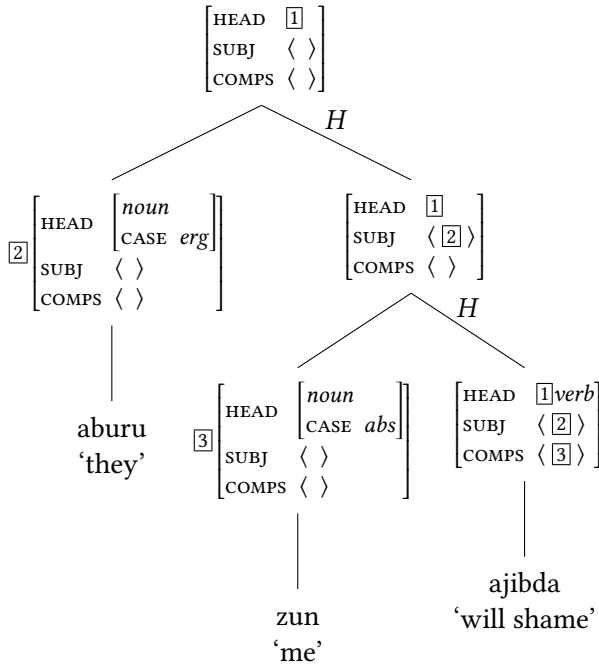 HEAD 1
SUBJ ⟨ ⟩
COMPS ⟨ ⟩
H
2
HEAD
noun
CASE erg
SUBJ ⟨ ⟩
COMPS ⟨ ⟩
HEAD 1
SUBJ ⟨ 2 ⟩
COMPS ⟨ ⟩
H
aburu
‘they’
3
HEAD
noun
CASE abs
SUBJ ⟨ ⟩
COMPS ⟨ ⟩
HEAD 1 verb
SUBJ ⟨ 2 ⟩
COMPS ⟨ 3 ⟩
zun
‘me’
ajibda
‘will shame’